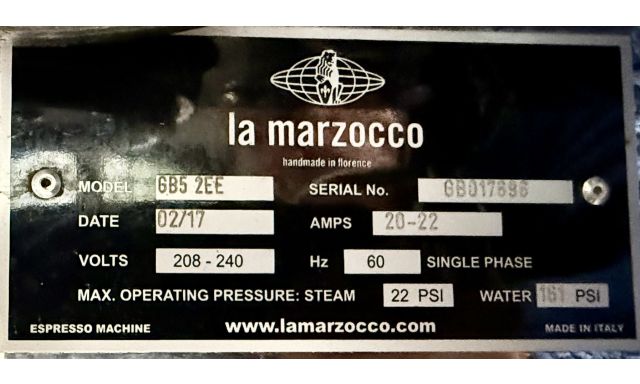 la marzocco
handmade in florence
MODEL GB5 2EE SERIAL No. GB017696
DATE 02/17 AMPS 20-22
VOLTS 208 - 240 Hz 60 SINGLE PHASE
MAX. OPERATING PRESSURE: STEAM 22 PSI WATER 161 PSI
ESPRESSO MACHINE www.lamarzocco.com MADE IN ITALY